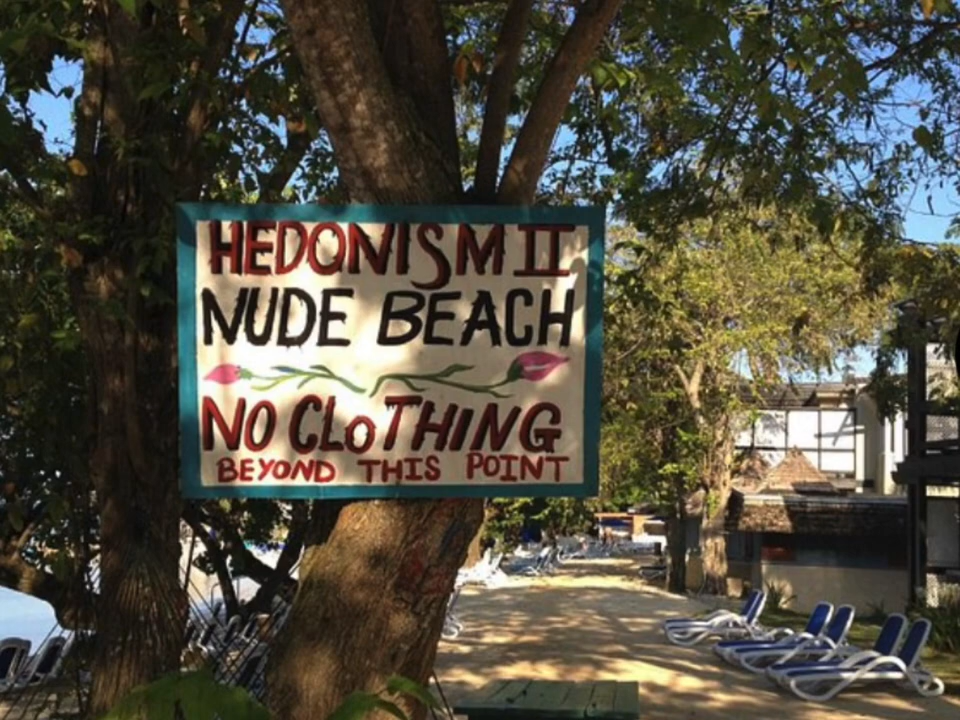 HEDONISM II
NUDE BEACH
NO CLOTHING
BEYOND THIS POINT